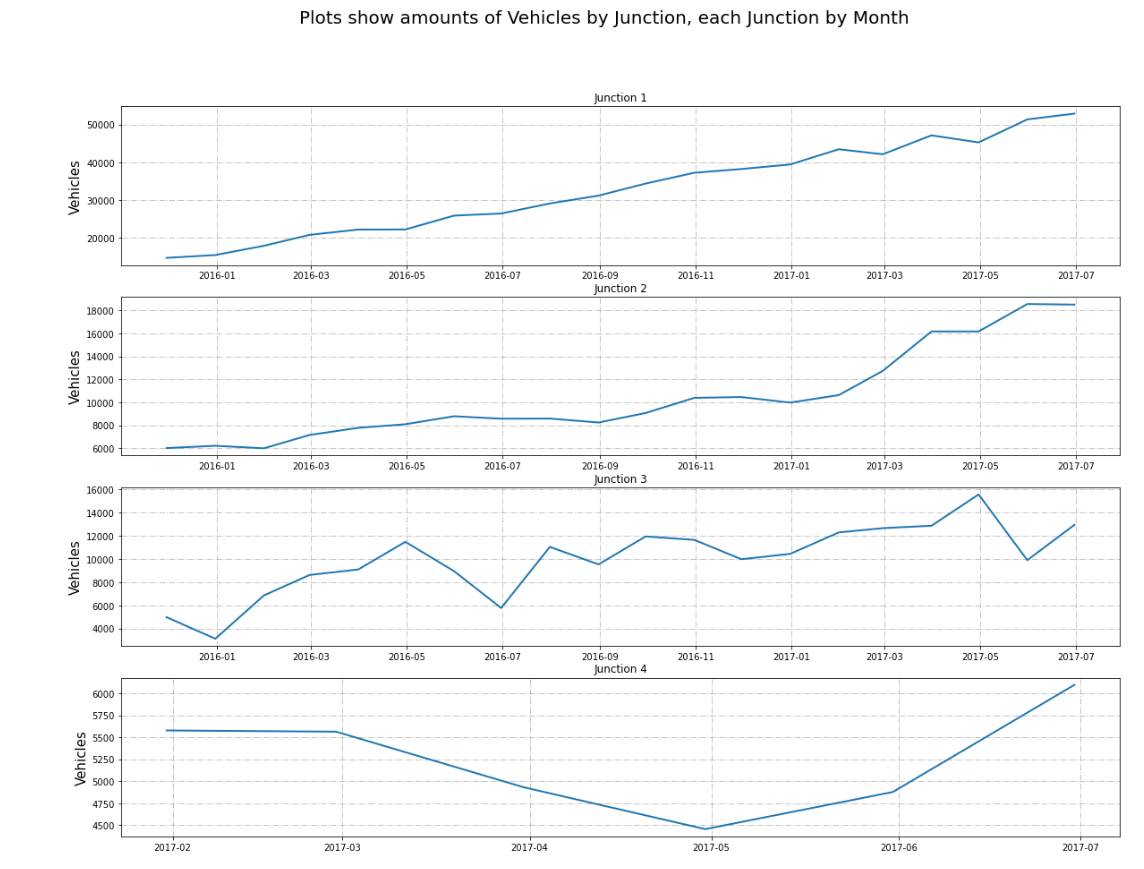 Plots show amounts of Vehicles by Junction, each Junction by Month
Junction 1
Vehicles
50000
40000
30000
20000
2016-01 2016-03 2016-05 2016-07 2016-09 2016-11 2017-01 2017-03 2017-05 2017-07
Junction 2
Vehicles
18000
16000
14000
12000
10000
8000
6000
2016-01 2016-03 2016-05 2016-07 2016-09 2016-11 2017-01 2017-03 2017-05 2017-07
Junction 3
Vehicles
16000
14000
12000
10000
8000
6000
4000
2016-01 2016-03 2016-05 2016-07 2016-09 2016-11 2017-01 2017-03 2017-05 2017-07
Junction 4
Vehicles
6000
5750
5500
5250
5000
4750
4500
2017-02 2017-03 2017-04 2017-05 2017-06 2017-07